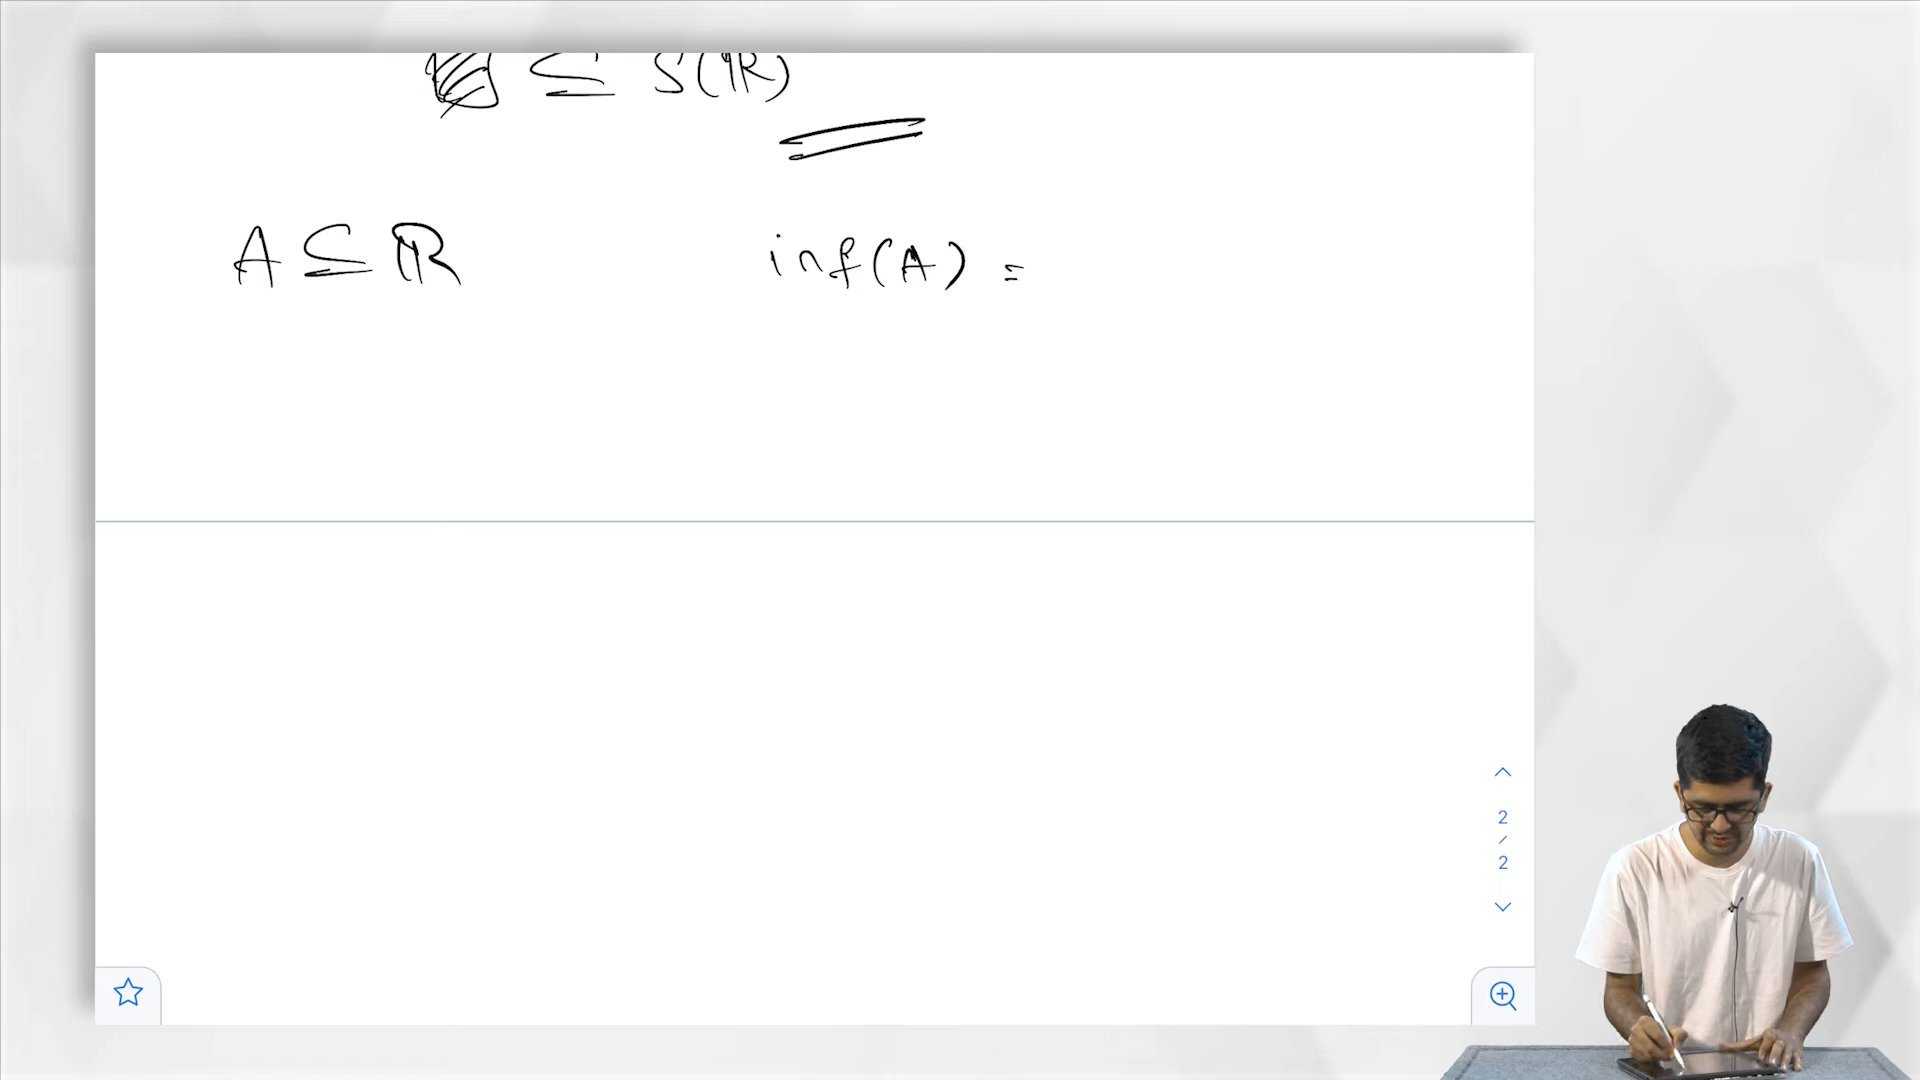 ⊆ S(ℝ)
A ⊆ ℝ inf(A) =
2
/
2